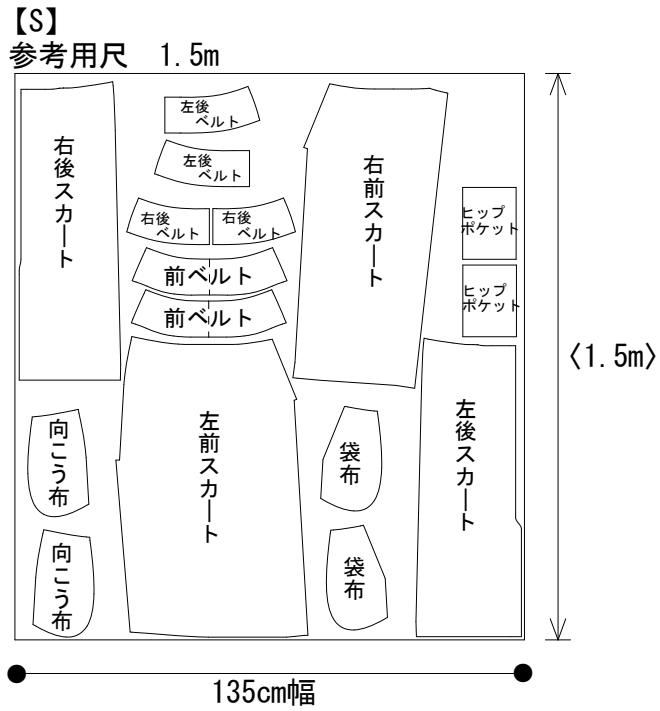 【S】
参考用尺 1.5m
右後スカート
左後
ベルト
左後
ベルト
右後
ベルト
右後
ベルト
前ベルト
前ベルト
右前スカート
ヒップ
ポケット
ヒップ
ポケット
〈1.5m〉
向こう布
向こう布
左前スカート
袋布
袋布
左後スカート
135cm幅